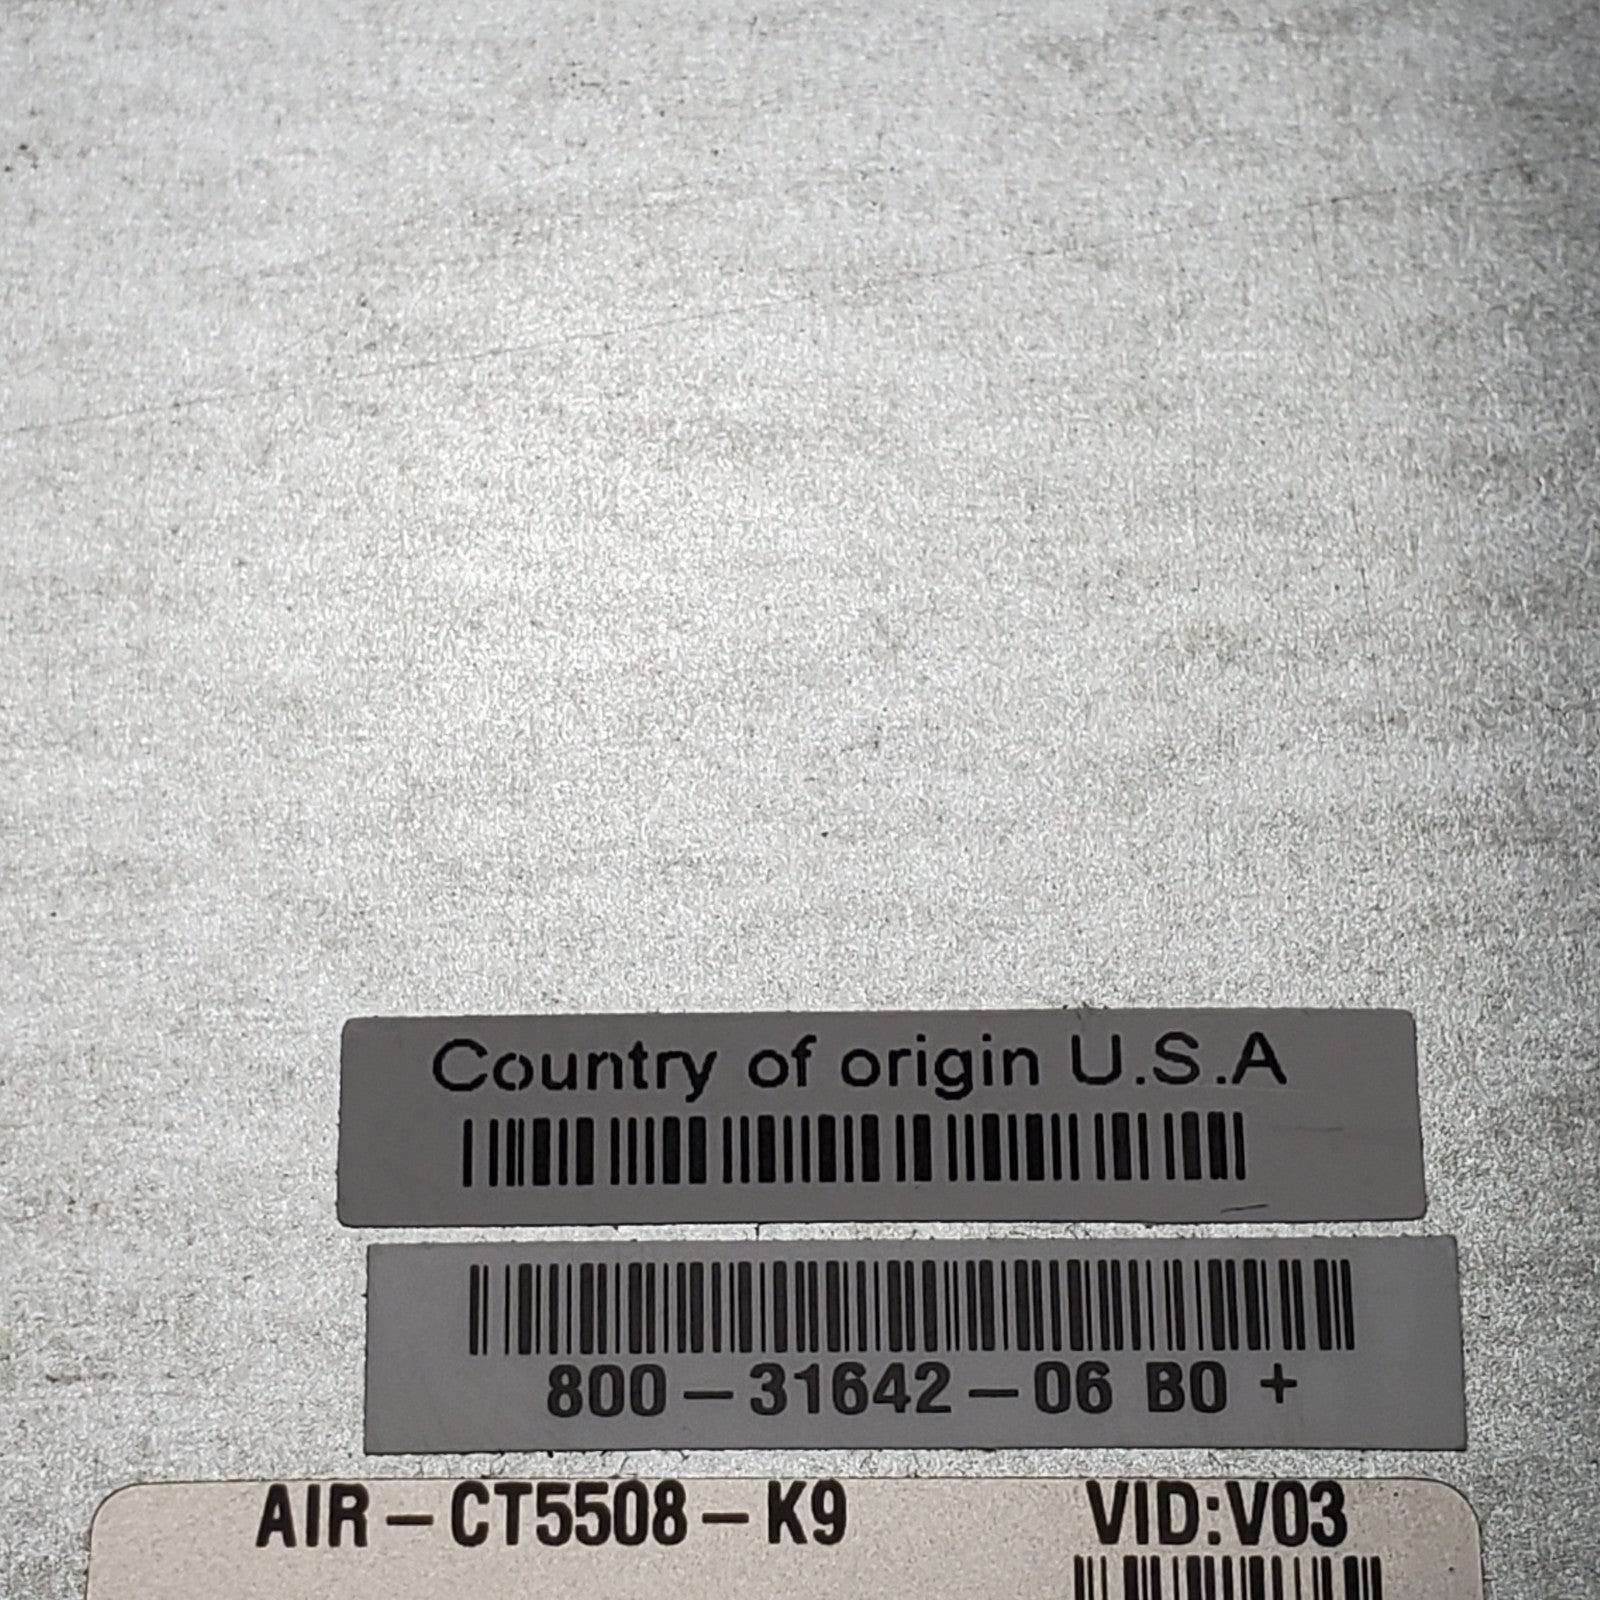 Country of origin U.S.A
800-31642-06 B0 +
AIR-CT5508-K9 VID:V03